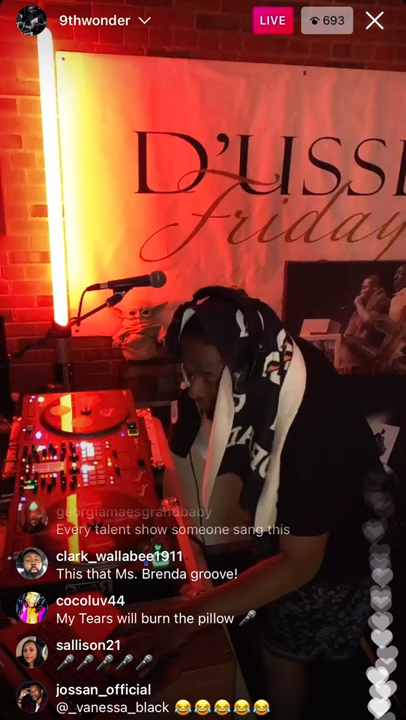 9thwonder
LIVE
693
D'USSÉ
Friday
georgiamaesgrandbaby
Every talent show someone sang this
clark_wallabee1911
This that Ms. Brenda groove!
cocoluv44
My Tears will burn the pillow 🎤
sallison21
🎤🎤🎤🎤🎤
jossan_official
@_vanessa_black 😂😂😂😂😂